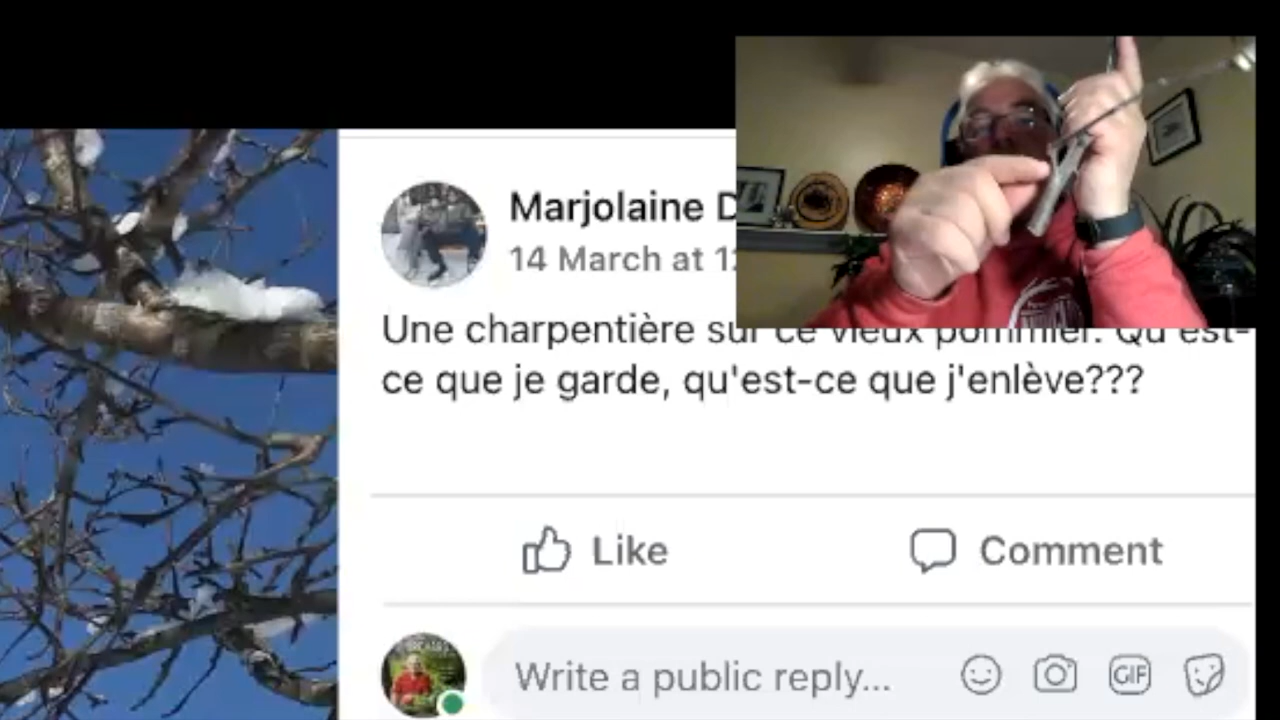 Marjolaine D
14 March at 12
Une charpentière sur ce vieux pommier. Qu'est-
ce que je garde, qu'est-ce que j'enlève???
Like
Comment
Write a public reply...
GIF